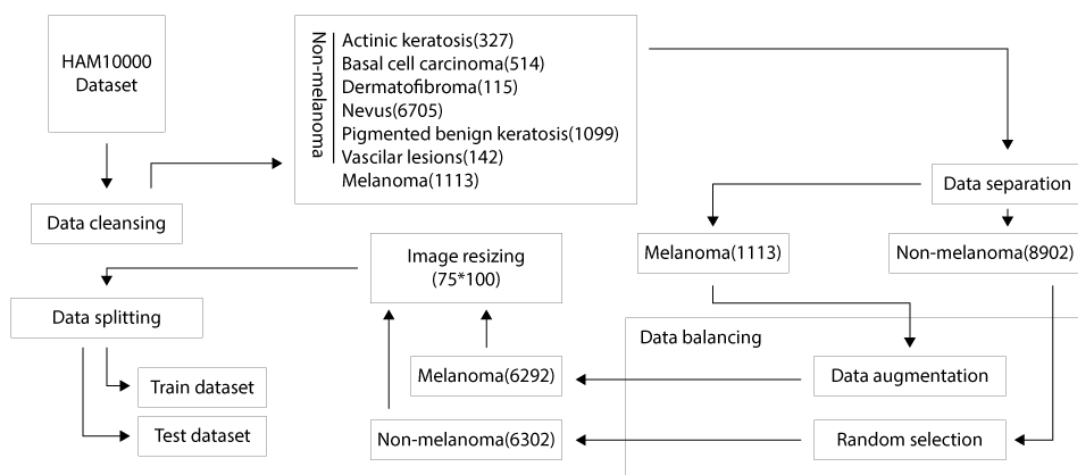 HAM10000
Dataset
Non-melanoma
Actinic keratosis(327)
Basal cell carcinoma(514)
Dermatofibroma(115)
Nevus(6705)
Pigmented benign keratosis(1099)
Vascilar lesions(142)
Melanoma(1113)
Data separation
Data cleansing
Melanoma(1113)
Non-melanoma(8902)
Image resizing
(75*100)
Data splitting
Data balancing
Train dataset
Melanoma(6292)
Data augmentation
Test dataset
Non-melanoma(6302)
Random selection